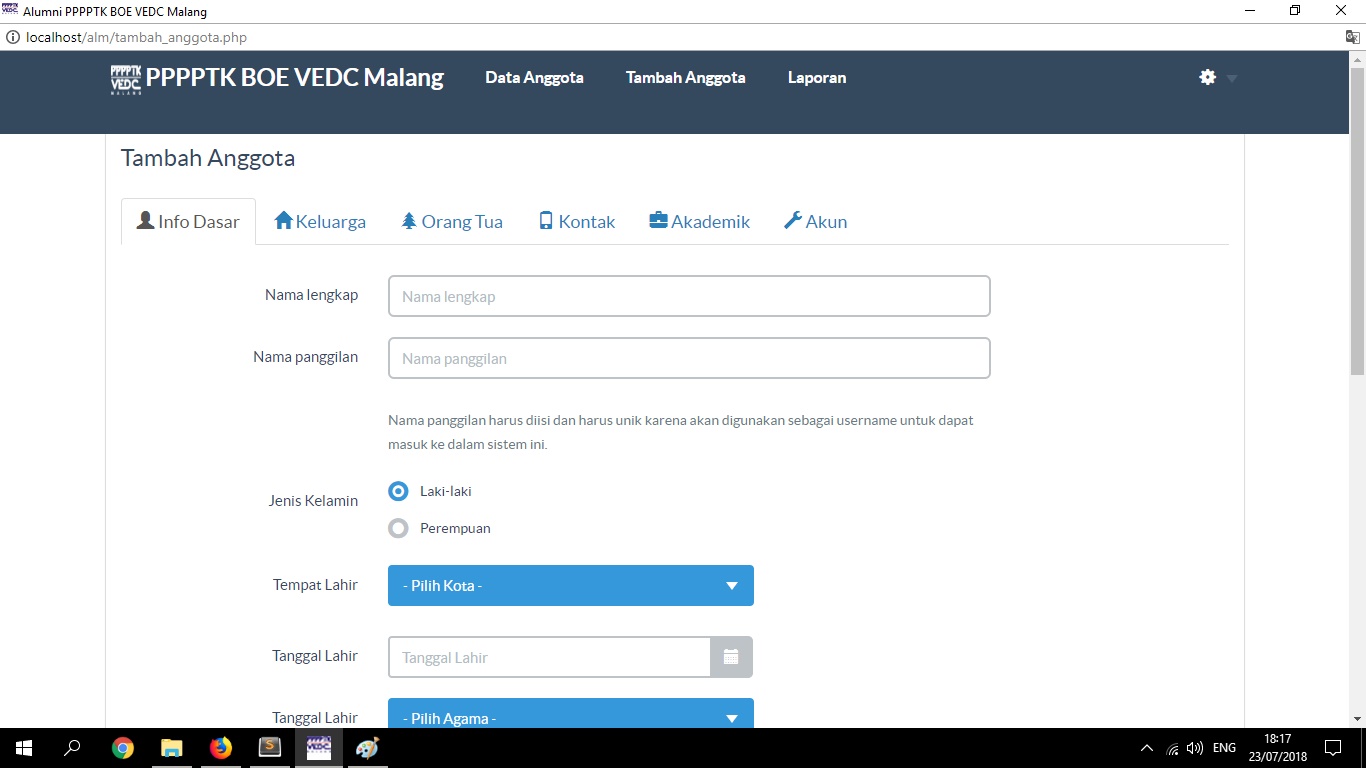 Alumni PPPPTK BOE VEDC Malang
localhost/alm/tambah_anggota.php
PPPPTK VEDC MALANG PPPPTK BOE VEDC Malang Data Anggota Tambah Anggota Laporan
Tambah Anggota
Info Dasar Keluarga Orang Tua Kontak Akademik Akun
Nama lengkap Nama lengkap
Nama panggilan Nama panggilan
Nama panggilan harus diisi dan harus unik karena akan digunakan sebagai username untuk dapat
masuk ke dalam sistem ini.
Jenis Kelamin Laki-laki
Perempuan
Tempat Lahir - Pilih Kota -
Tanggal Lahir Tanggal Lahir
Tanggal Lahir - Pilih Agama -
ENG 18:17
23/07/2018